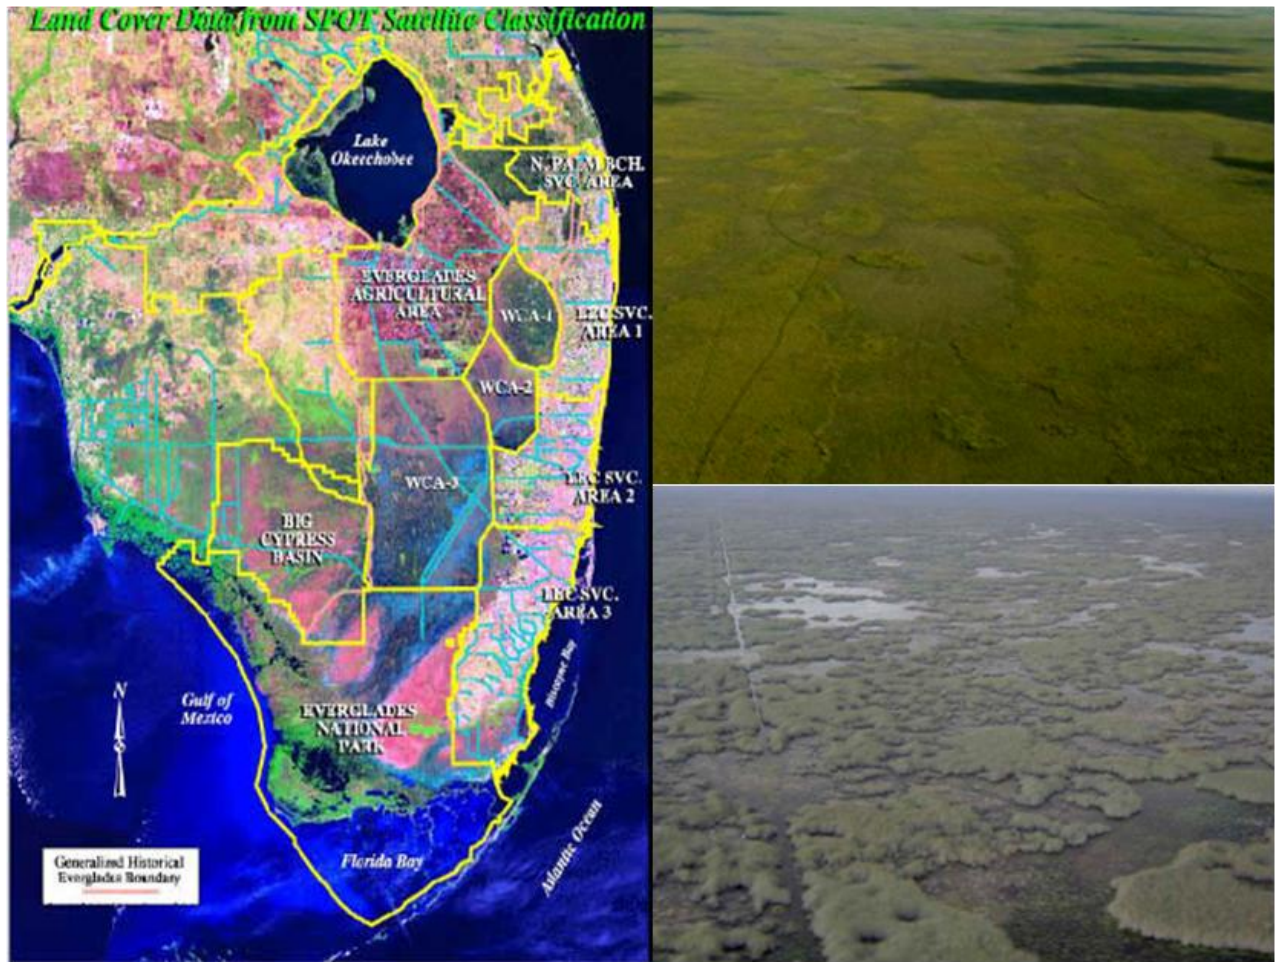 Land Cover Data from SPOT Satellite Classification
Lake
Okeechobee
N. PALM BCH.
SVC. AREA
EVERGLADES
AGRICULTURAL
AREA
WCA-1
LEC SVC.
AREA 1
WCA-2
WCA-3
LEC SVC.
AREA 2
BIG
CYPRESS
BASIN
LEC SVC.
AREA 3
Biscayne Bay
N
Gulf of
Mexico
EVERGLADES
NATIONAL
PARK
Florida Bay
Atlantic Ocean
Generalized Historical
Everglades Boundary